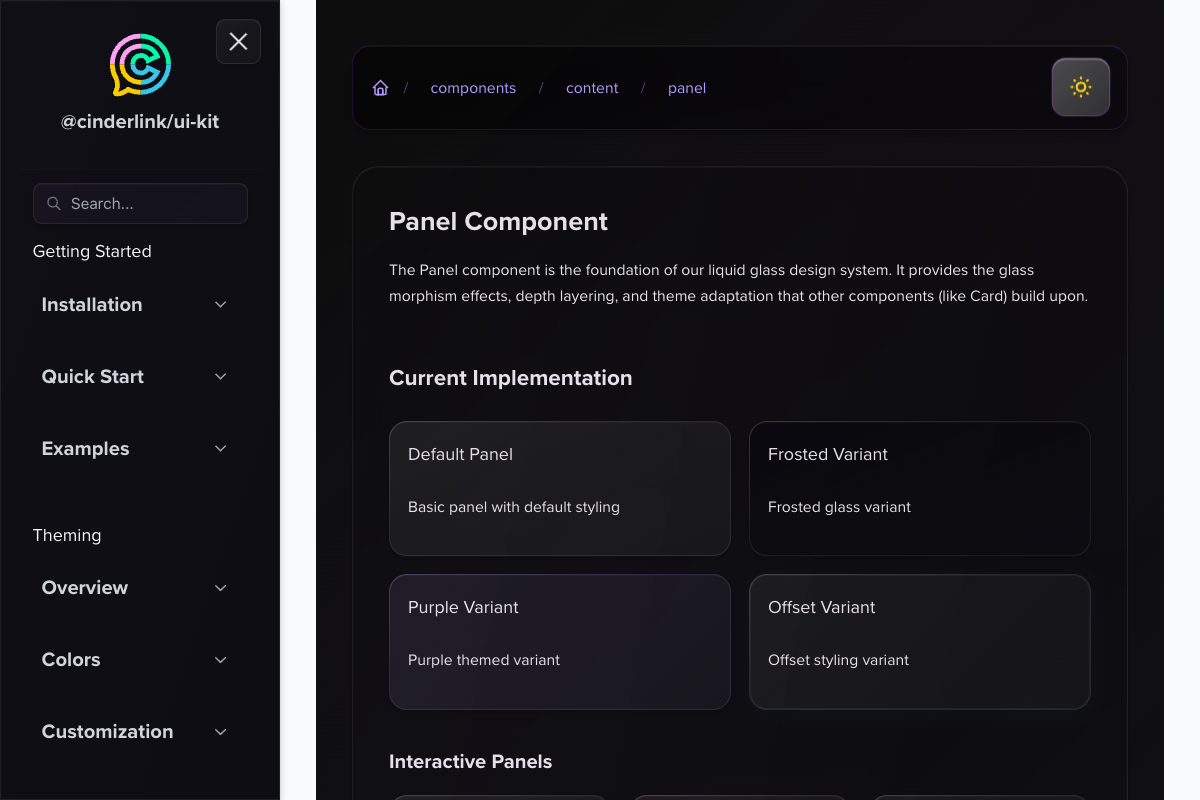 @cinderlink/ui-kit
Search...
Getting Started
Installation
Quick Start
Examples
Theming
Overview
Colors
Customization
/ components / content / panel
Panel Component
The Panel component is the foundation of our liquid glass design system. It provides the glass
morphism effects, depth layering, and theme adaptation that other components (like Card) build upon.
Current Implementation
Default Panel
Basic panel with default styling
Frosted Variant
Frosted glass variant
Purple Variant
Purple themed variant
Offset Variant
Offset styling variant
Interactive Panels